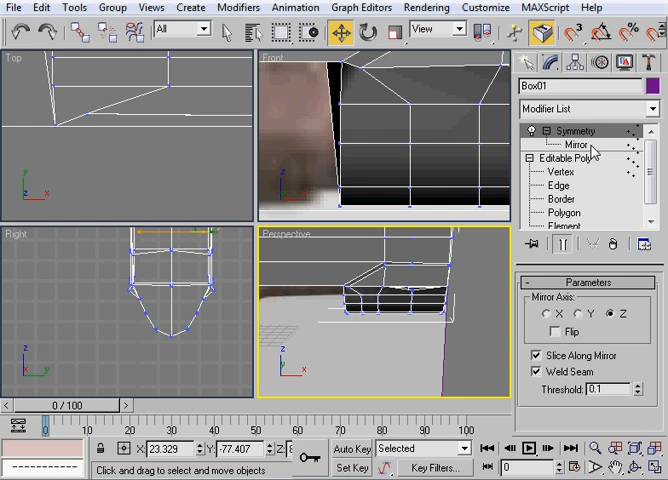 File Edit Tools Group Views Create Modifiers Animation Graph Editors Rendering Customize MAXScript Help
All View
Top
Front
Right
Perspective
y
z x
z
x
z
y
z
x
Box01
Modifier List
Symmetry
Mirror
Editable Poly
Vertex
Edge
Border
Polygon
Element
- Parameters
Mirror Axis:
X Y Z
Flip
Slice Along Mirror
Weld Seam
Threshold: 0.1
< 0 / 100 >
0 10 20 30 40 50 60 70 80 90 100
X: 23.329 Y: -77.407 Z: 
Click and drag to select and move objects
Auto Key Selected
Set Key Key Filters...
0